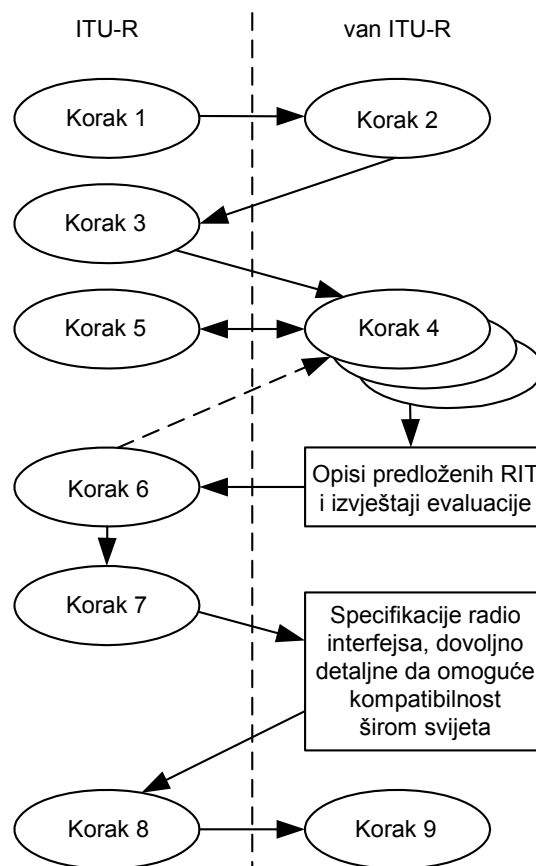 ITU-R
van ITU-R
Korak 1
Korak 2
Korak 3
Korak 5
Korak 4
Korak 6
Opisi predloženih RIT
i izvještaji evaluacije
Korak 7
Specifikacije radio
interfejsa, dovoljno
detaljne da omoguće
kompatibilnost
širom svijeta
Korak 8
Korak 9